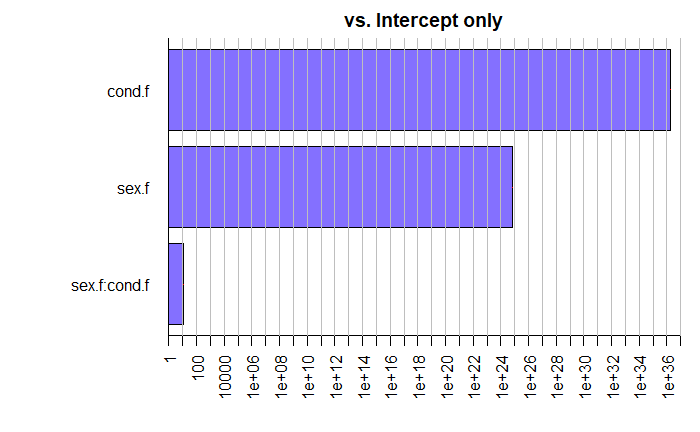 vs. Intercept only
cond.f
sex.f
sex.f:cond.f
1
100
10000
1e+06
1e+08
1e+10
1e+12
1e+14
1e+16
1e+18
1e+20
1e+22
1e+24
1e+26
1e+28
1e+30
1e+32
1e+34
1e+36